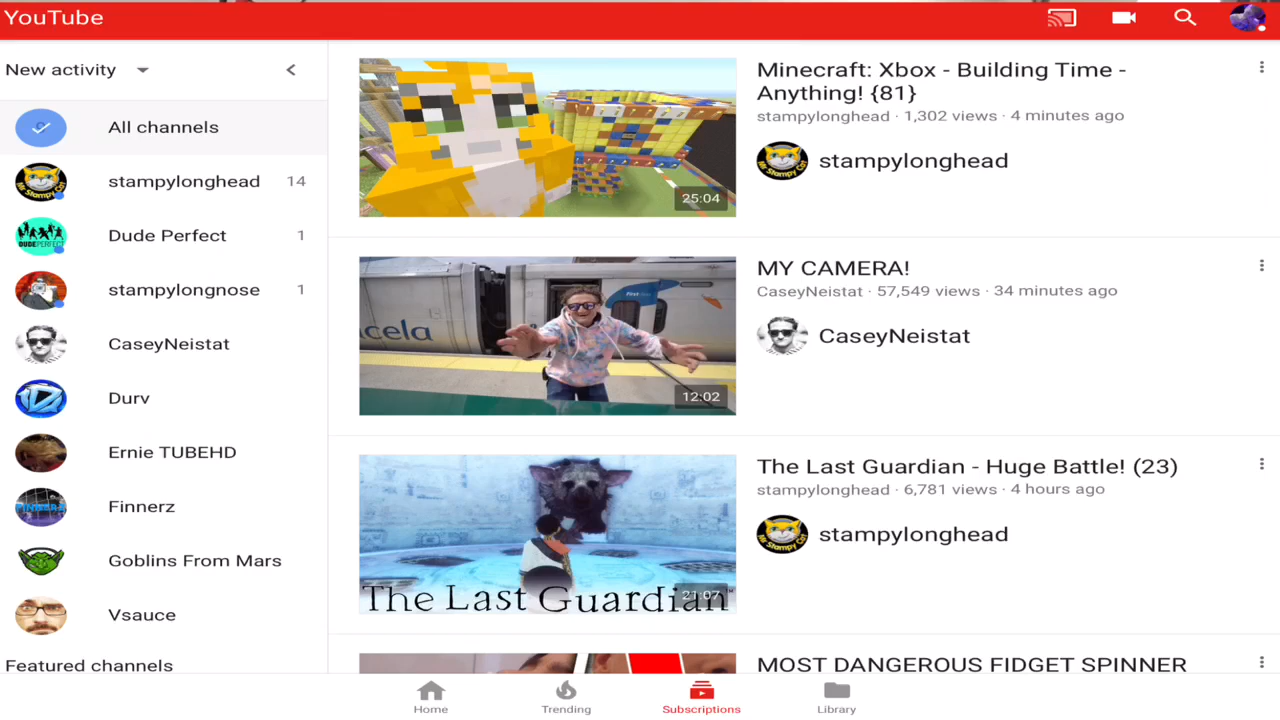 YouTube
New activity
All channels
stampylonghead 14
Dude Perfect 1
stampylongnose 1
CaseyNeistat
Durv
Ernie TUBEHD
Finnerz
Goblins From Mars
Vsauce
Featured channels
Minecraft: Xbox - Building Time -
Anything! {81}
stampylonghead · 1,302 views · 4 minutes ago
stampylonghead
25:04
MY CAMERA!
CaseyNeistat · 57,549 views · 34 minutes ago
CaseyNeistat
cela
12:02
The Last Guardian - Huge Battle! (23)
stampylonghead · 6,781 views · 4 hours ago
stampylonghead
The Last Guardian
21:07
MOST DANGEROUS FIDGET SPINNER
Home
Trending
Subscriptions
Library